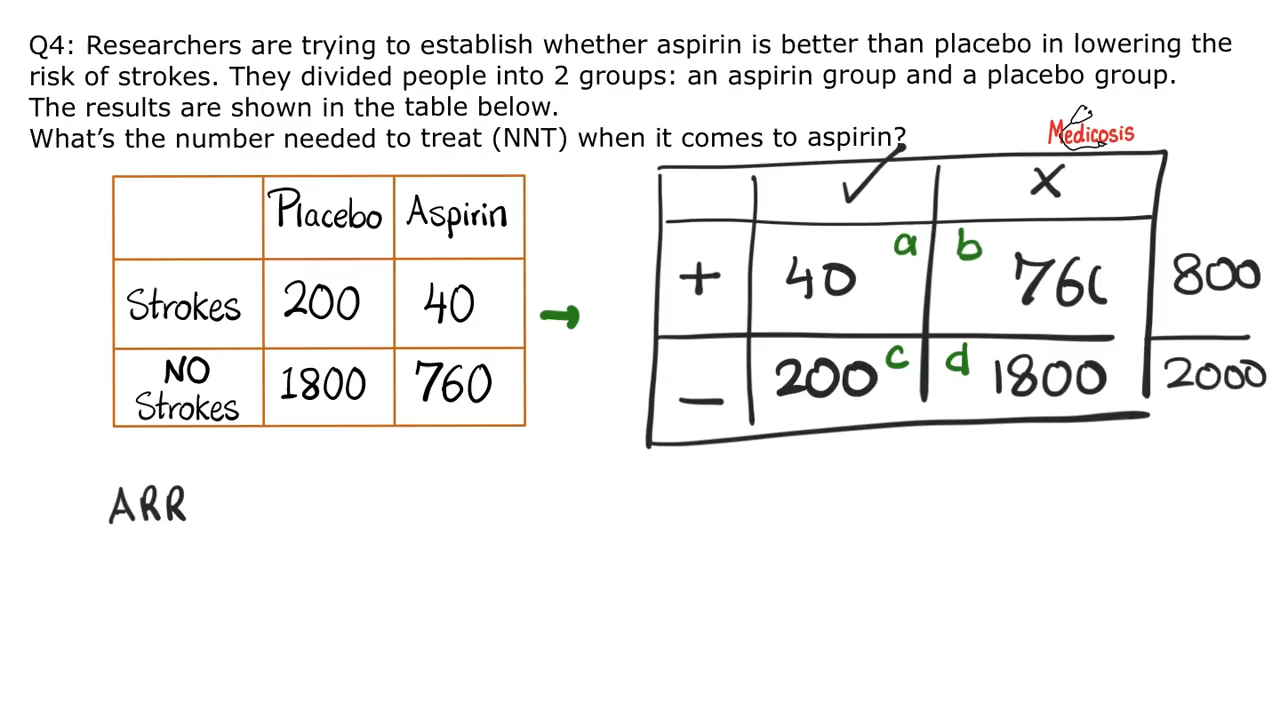 Q4: Researchers are trying to establish whether aspirin is better than placebo in lowering the
risk of strokes. They divided people into 2 groups: an aspirin group and a placebo group.
The results are shown in the table below.
What's the number needed to treat (NNT) when it comes to aspirin?
Medicosis
Placebo Aspirin
Strokes 200 40
NO
Strokes 1800 760
✓ X
+ 40 a b 760 800
− 200 c d 1800 2000
ARR